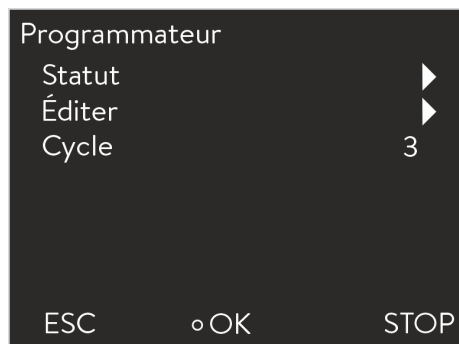 Programmateur
Statut
Éditer
Cycle 3
ESC OK STOP